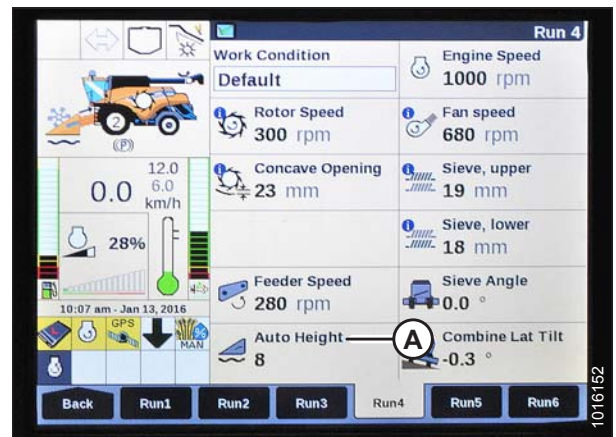 Run 4
Work Condition
Default
Engine Speed
1000 rpm
Rotor Speed
300 rpm
Fan speed
680 rpm
Concave Opening
23 mm
Sieve, upper
19 mm
Sieve, lower
18 mm
Feeder Speed
280 rpm
Sieve Angle
0.0 °
Auto Height
8
A
Combine Lat Tilt
-0.3 °
2
(P)
0.0
12.0
6.0
km/h
28%
10:07 am - Jan 13, 2016
GPS
%
MAN
Back
Run1
Run2
Run3
Run4
Run5
Run6
1016152